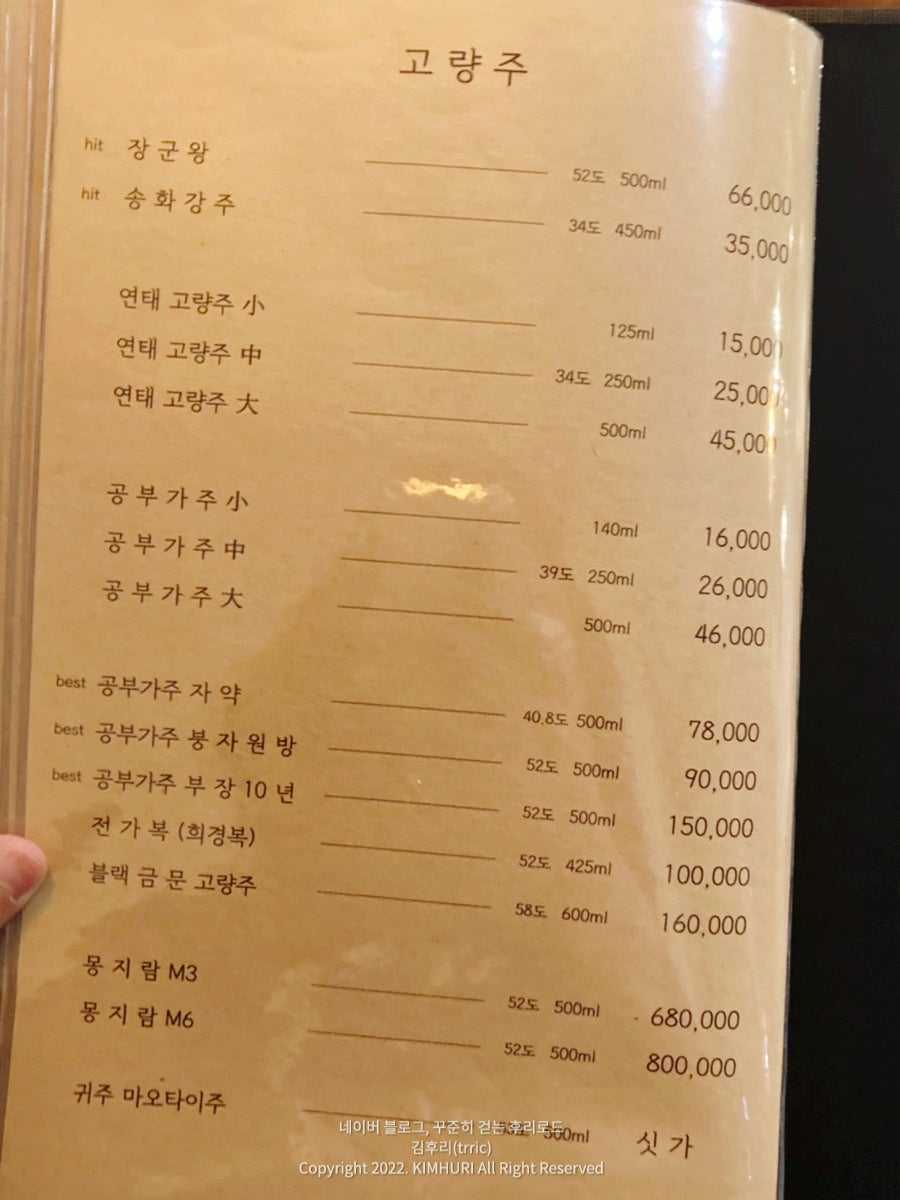 고량주
hit 장군왕 52도 500ml 66,000
hit 송화강주 34도 450ml 35,000
연태 고량주 小 125ml 15,000
연태 고량주 中 34도 250ml 25,000
연태 고량주 大 500ml 45,000
공부가주 小 140ml 16,000
공부가주 中 39도 250ml 26,000
공부가주 大 500ml 46,000
best 공부가주 자약 40.8도 500ml 78,000
best 공부가주 붕자원방 52도 500ml 90,000
best 공부가주 부장10년 52도 500ml 150,000
전가복 (희경복) 52도 425ml 100,000
블랙 금문 고량주 58도 600ml 160,000
몽지람 M3 52도 500ml 680,000
몽지람 M6 52도 500ml 800,000
귀주 마오타이주 53도 500ml 싯가
네이버 블로그, 꾸준히 걷는 후리로드
김후리(trric)
Copyright 2022. KIMHURI All Right Reserved